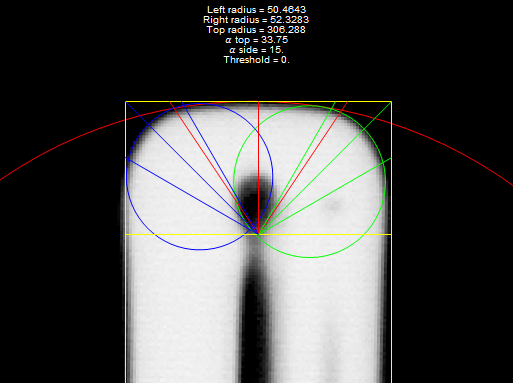 Left radius = 50.4643
Right radius = 52.3283
Top radius = 306.288
α top = 33.75
α side = 15.
Threshold = 0.